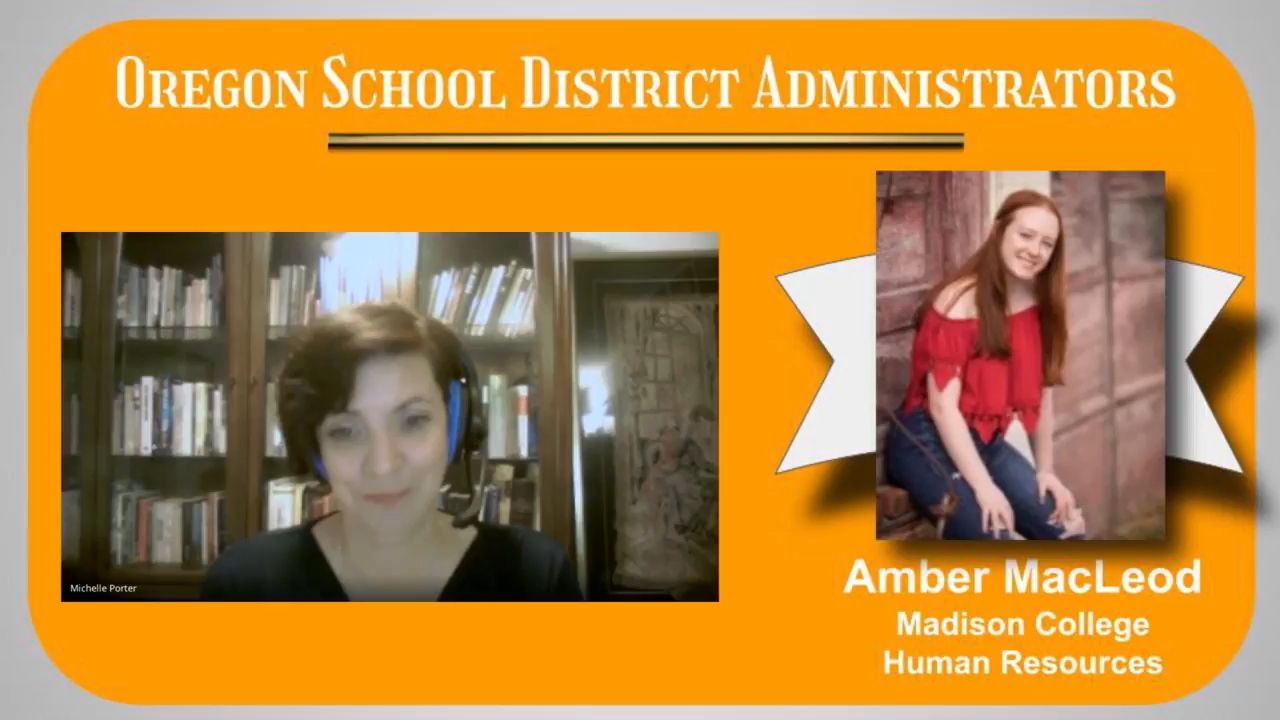 OREGON SCHOOL DISTRICT ADMINISTRATORS
Michelle Porter
Amber MacLeod
Madison College
Human Resources